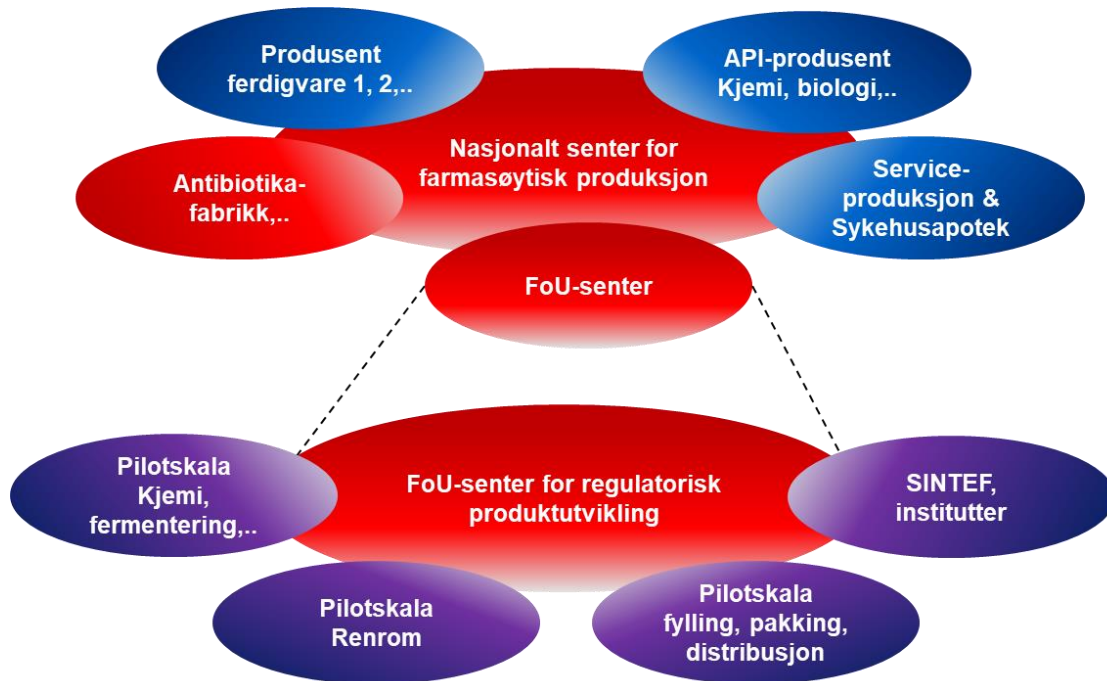 Produsent
ferdigvare 1, 2,..
API-produsent
Kjemi, biologi,..
Nasjonalt senter for
farmasøytisk produksjon
Antibiotika-
fabrikk,..
Service-
produksjon &
Sykehusapotek
FoU-senter
Pilotskala
Kjemi,
fermentering,..
FoU-senter for regulatorisk
produktutvikling
SINTEF,
institutter
Pilotskala
Renrom
Pilotskala
fylling, pakking,
distribusjon